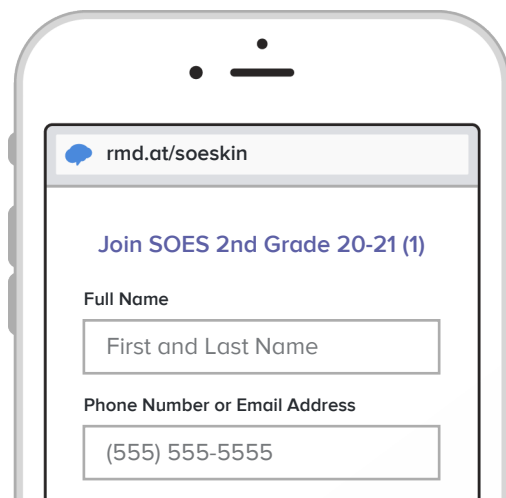 rmd.at/soeskin
Join SOES 2nd Grade 20-21 (1)
Full Name
First and Last Name
Phone Number or Email Address
(555) 555-5555